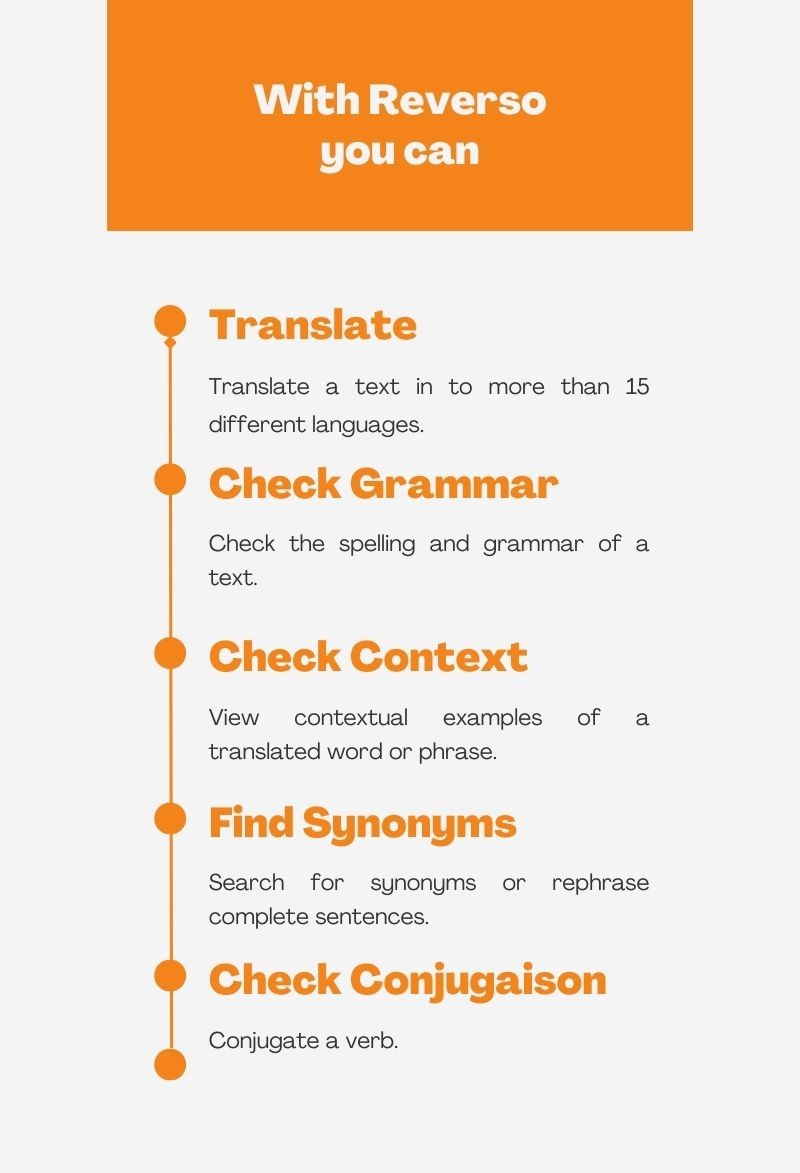 With Reverso
you can
Translate
Translate a text in to more than 15
different languages.
Check Grammar
Check the spelling and grammar of a
text.
Check Context
View contextual examples of a
translated word or phrase.
Find Synonyms
Search for synonyms or rephrase
complete sentences.
Check Conjugaison
Conjugate a verb.